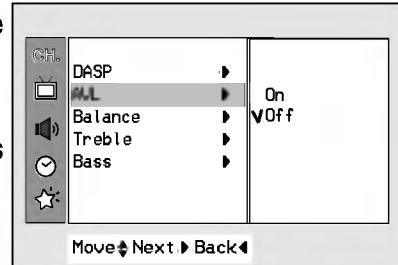 e
CH.
DASP
AVL
On
Balance
Off
Treble
s
Bass
Move Next Back